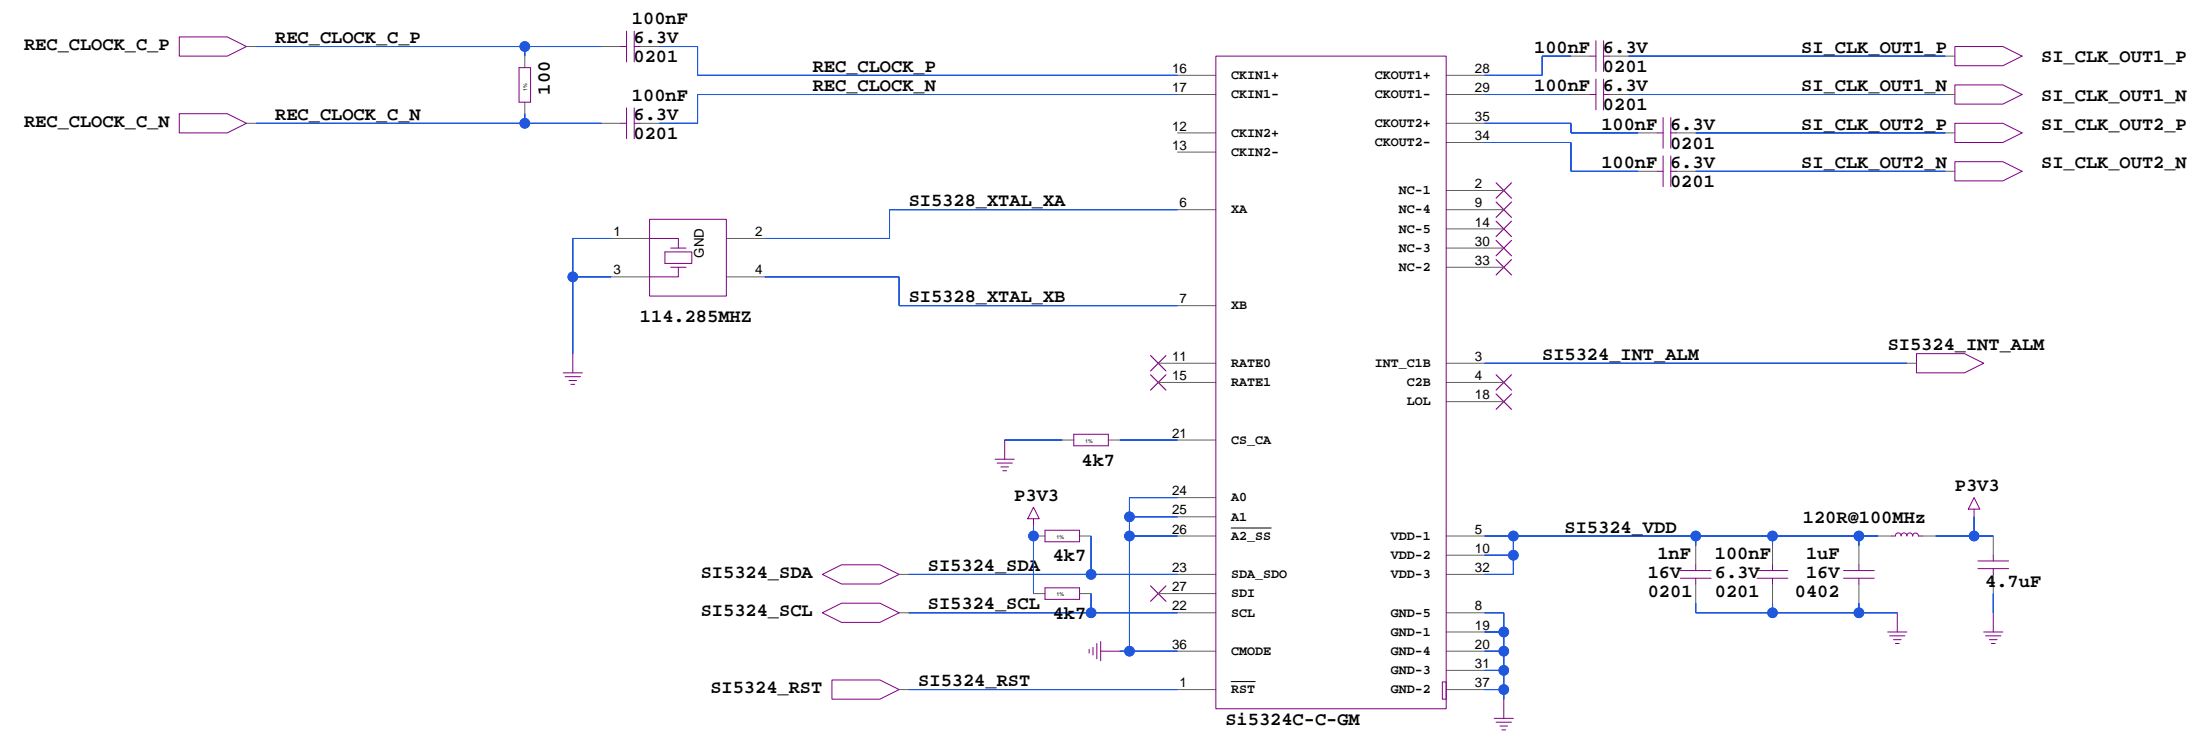 REC_CLOCK_C_P
REC_CLOCK_C_P
100nF
6.3V
0201
100
1%
REC_CLOCK_C_N
REC_CLOCK_C_N
100nF
6.3V
0201
REC_CLOCK_P
REC_CLOCK_N
16 CKIN1+
17 CKIN1-
12 CKIN2+
13 CKIN2-
SI5328_XTAL_XA
6 XA
1 2
GND
3 4
114.285MHZ
SI5328_XTAL_XB
7 XB
11 RATE0
15 RATE1
21 CS_CA
1%
4k7
24 A0
25 A1
26 A2_SS
P3V3
1%
4k7
SI5324_SDA
SI5324_SDA
23 SDA_SDO
27 SDI
1%
4k7
SI5324_SCL
SI5324_SCL
22 SCL
36 CMODE
SI5324_RST
SI5324_RST
1 RST
Si5324C-C-GM
CKOUT1+ 28
CKOUT1- 29
CKOUT2+ 35
CKOUT2- 34
100nF 6.3V
0201
SI_CLK_OUT1_P
SI_CLK_OUT1_P
100nF 6.3V
0201
SI_CLK_OUT1_N
SI_CLK_OUT1_N
100nF 6.3V
0201
SI_CLK_OUT2_P
SI_CLK_OUT2_P
100nF 6.3V
0201
SI_CLK_OUT2_N
SI_CLK_OUT2_N
NC-1 2
NC-4 9
NC-5 14
NC-3 30
NC-2 33
INT_C1B 3
SI5324_INT_ALM
SI5324_INT_ALM
C2B 4
LOL 18
VDD-1 5
VDD-2 10
VDD-3 32
SI5324_VDD
120R@100MHz
P3V3
1nF
16V
0201
100nF
6.3V
0201
1uF
16V
0402
4.7uF
GND-5 8
GND-1 19
GND-4 20
GND-3 31
GND-2 37